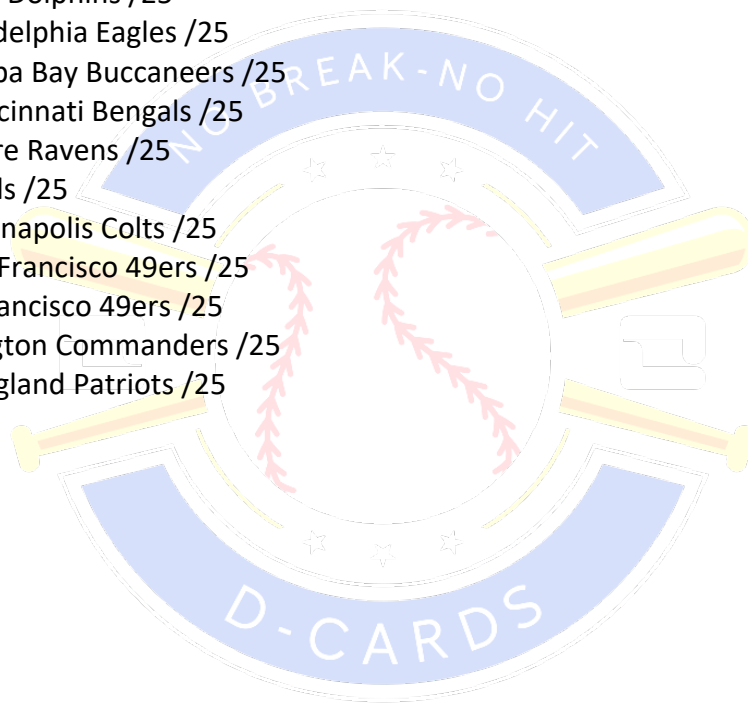 Dolphins /25
delphia Eagles /25
pa Bay Buccaneers /25
cinnati Bengals /25
re Ravens /25
ls /25
napolis Colts /25
Francisco 49ers /25
ancisco 49ers /25
gton Commanders /25
gland Patriots /25
NO BREAK-NO HIT
D-CARDS